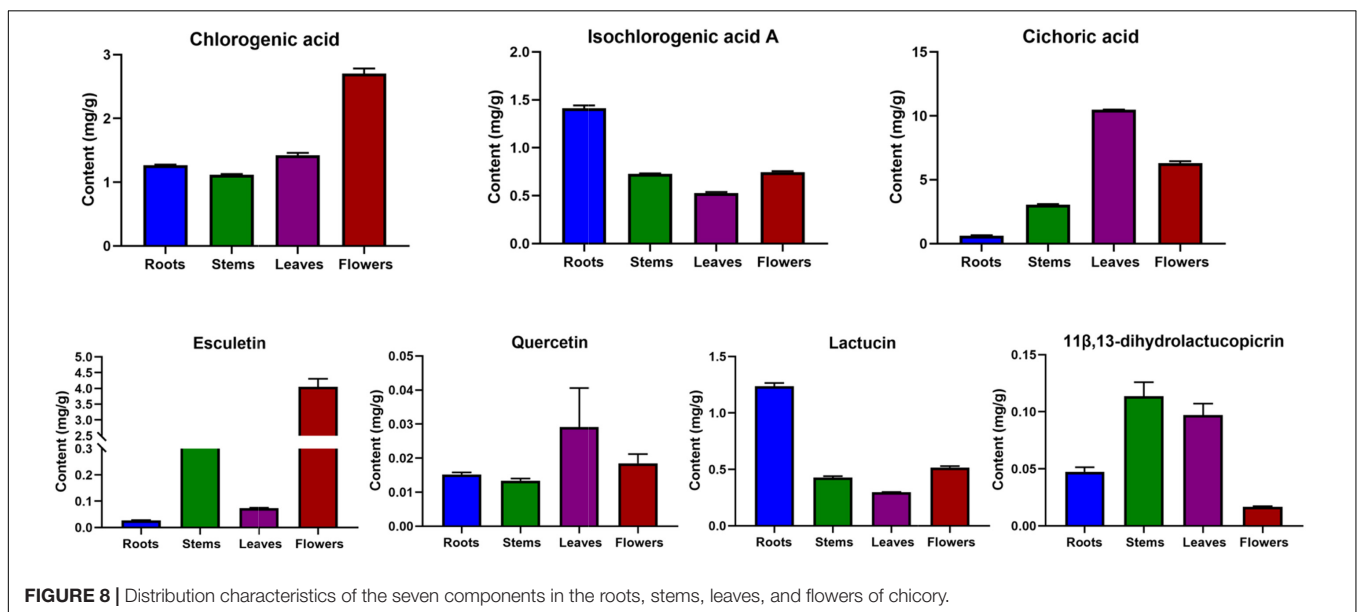 Chlorogenic acid
Content (mg/g)
3
2
1
0
Roots Stems Leaves Flowers
Isochlorogenic acid A
Content (mg/g)
2.0
1.5
1.0
0.5
0.0
Roots Stems Leaves Flowers
Cichoric acid
Content (mg/g)
15
10
5
0
Roots Stems Leaves Flowers
Esculetin
Content (mg/g)
5.0
4.5
4.0
3.5
3.0
2.5
0.3
0.2
0.1
0.0
Roots Stems Leaves Flowers
Quercetin
Content (mg/g)
0.05
0.04
0.03
0.02
0.01
0.00
Roots Stems Leaves Flowers
Lactucin
Content (mg/g)
1.5
1.0
0.5
0.0
Roots Stems Leaves Flowers
11β,13-dihydrolactucopicrin
Content (mg/g)
0.15
0.10
0.05
0.00
Roots Stems Leaves Flowers
FIGURE 8 | Distribution characteristics of the seven components in the roots, stems, leaves, and flowers of chicory.